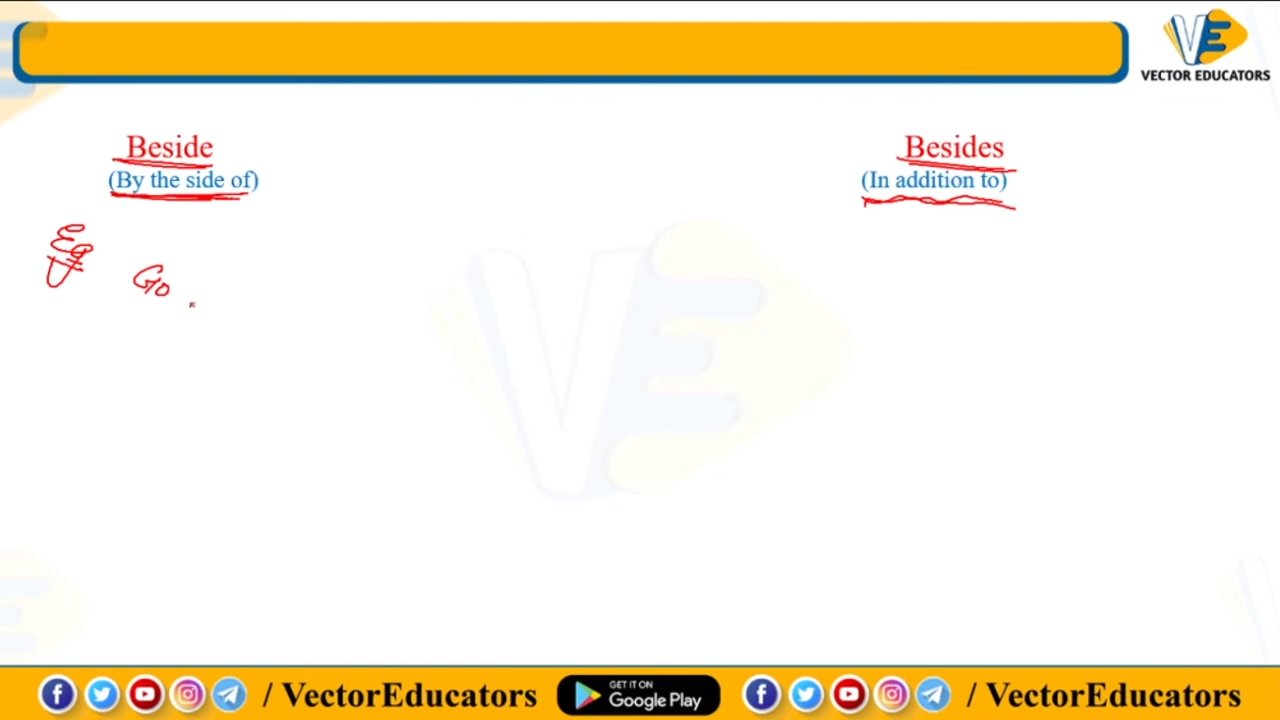 VECTOR EDUCATORS
Beside
(By the side of)
Besides
(In addition to)
Eg
Go
/ VectorEducators
GET IT ON
Google Play
/ VectorEducators